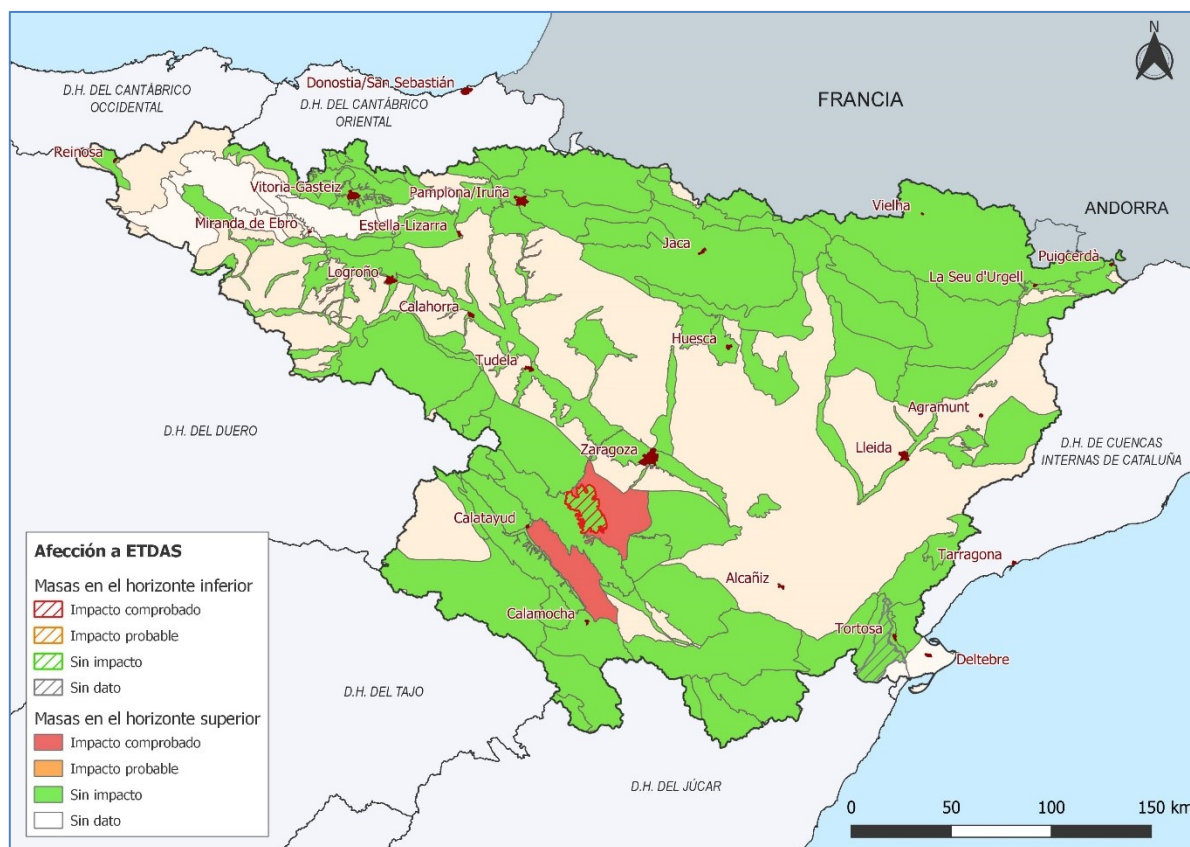 N
Donostia/San Sebastián
D.H. DEL CANTÁBRICO
OCCIDENTAL
D.H. DEL CANTÁBRICO
ORIENTAL
FRANCIA
Reinosa
Vitoria-Gasteiz
Pamplona/Iruña
Vielha
ANDORRA
Miranda de Ebro
Estella-Lizarra
Jaca
Puigcerdà
La Seu d'Urgell
Logroño
Calahorra
Huesca
Tudela
Agramunt
D.H. DEL DUERO
Zaragoza
Lleida
D.H. DE CUENCAS
INTERNAS DE CATALUÑA
Calatayud
Tarragona
Alcañiz
Calamocha
Tortosa
Deltebre
D.H. DEL TAJO
D.H. DEL JÚCAR
Afección a ETDAS
Masas en el horizonte inferior
Impacto comprobado
Impacto probable
Sin impacto
Sin dato
Masas en el horizonte superior
Impacto comprobado
Impacto probable
Sin impacto
Sin dato
0 50 100 150 km